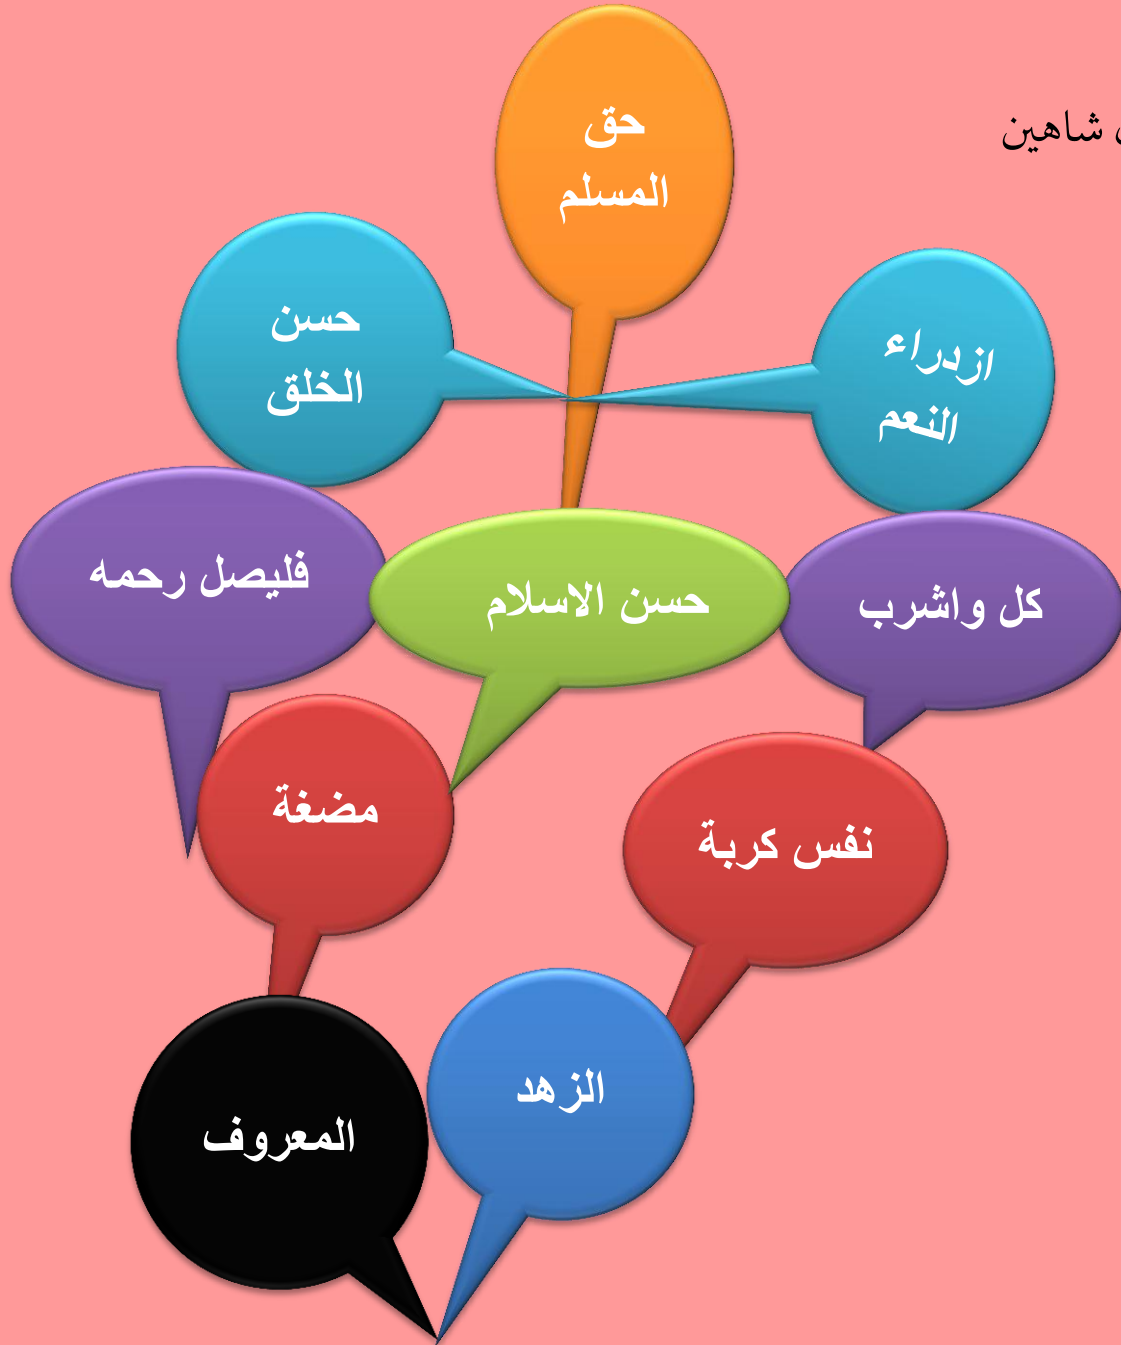 حق
المسلم
شاهين
حسن
الخلق
ازدراء
النعم
فليصل رحمه
حسن الاسلام
كل واشرب
مضغة
نفس كربة
الزهد
المعروف